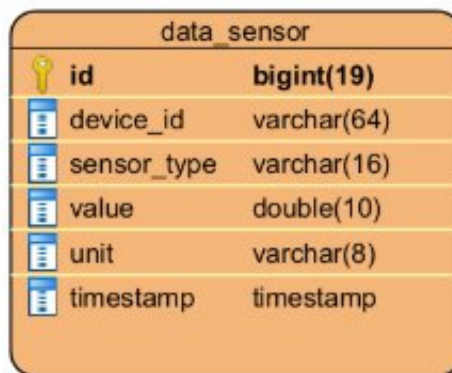 data_sensor
id bigint(19)
device_id varchar(64)
sensor_type varchar(16)
value double(10)
unit varchar(8)
timestamp timestamp